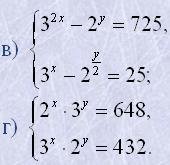 в) { 3^{2x} − 2^y = 725,
3^x − 2^{y/2} = 25;
г) { 2^x · 3^y = 648,
3^x · 2^y = 432.